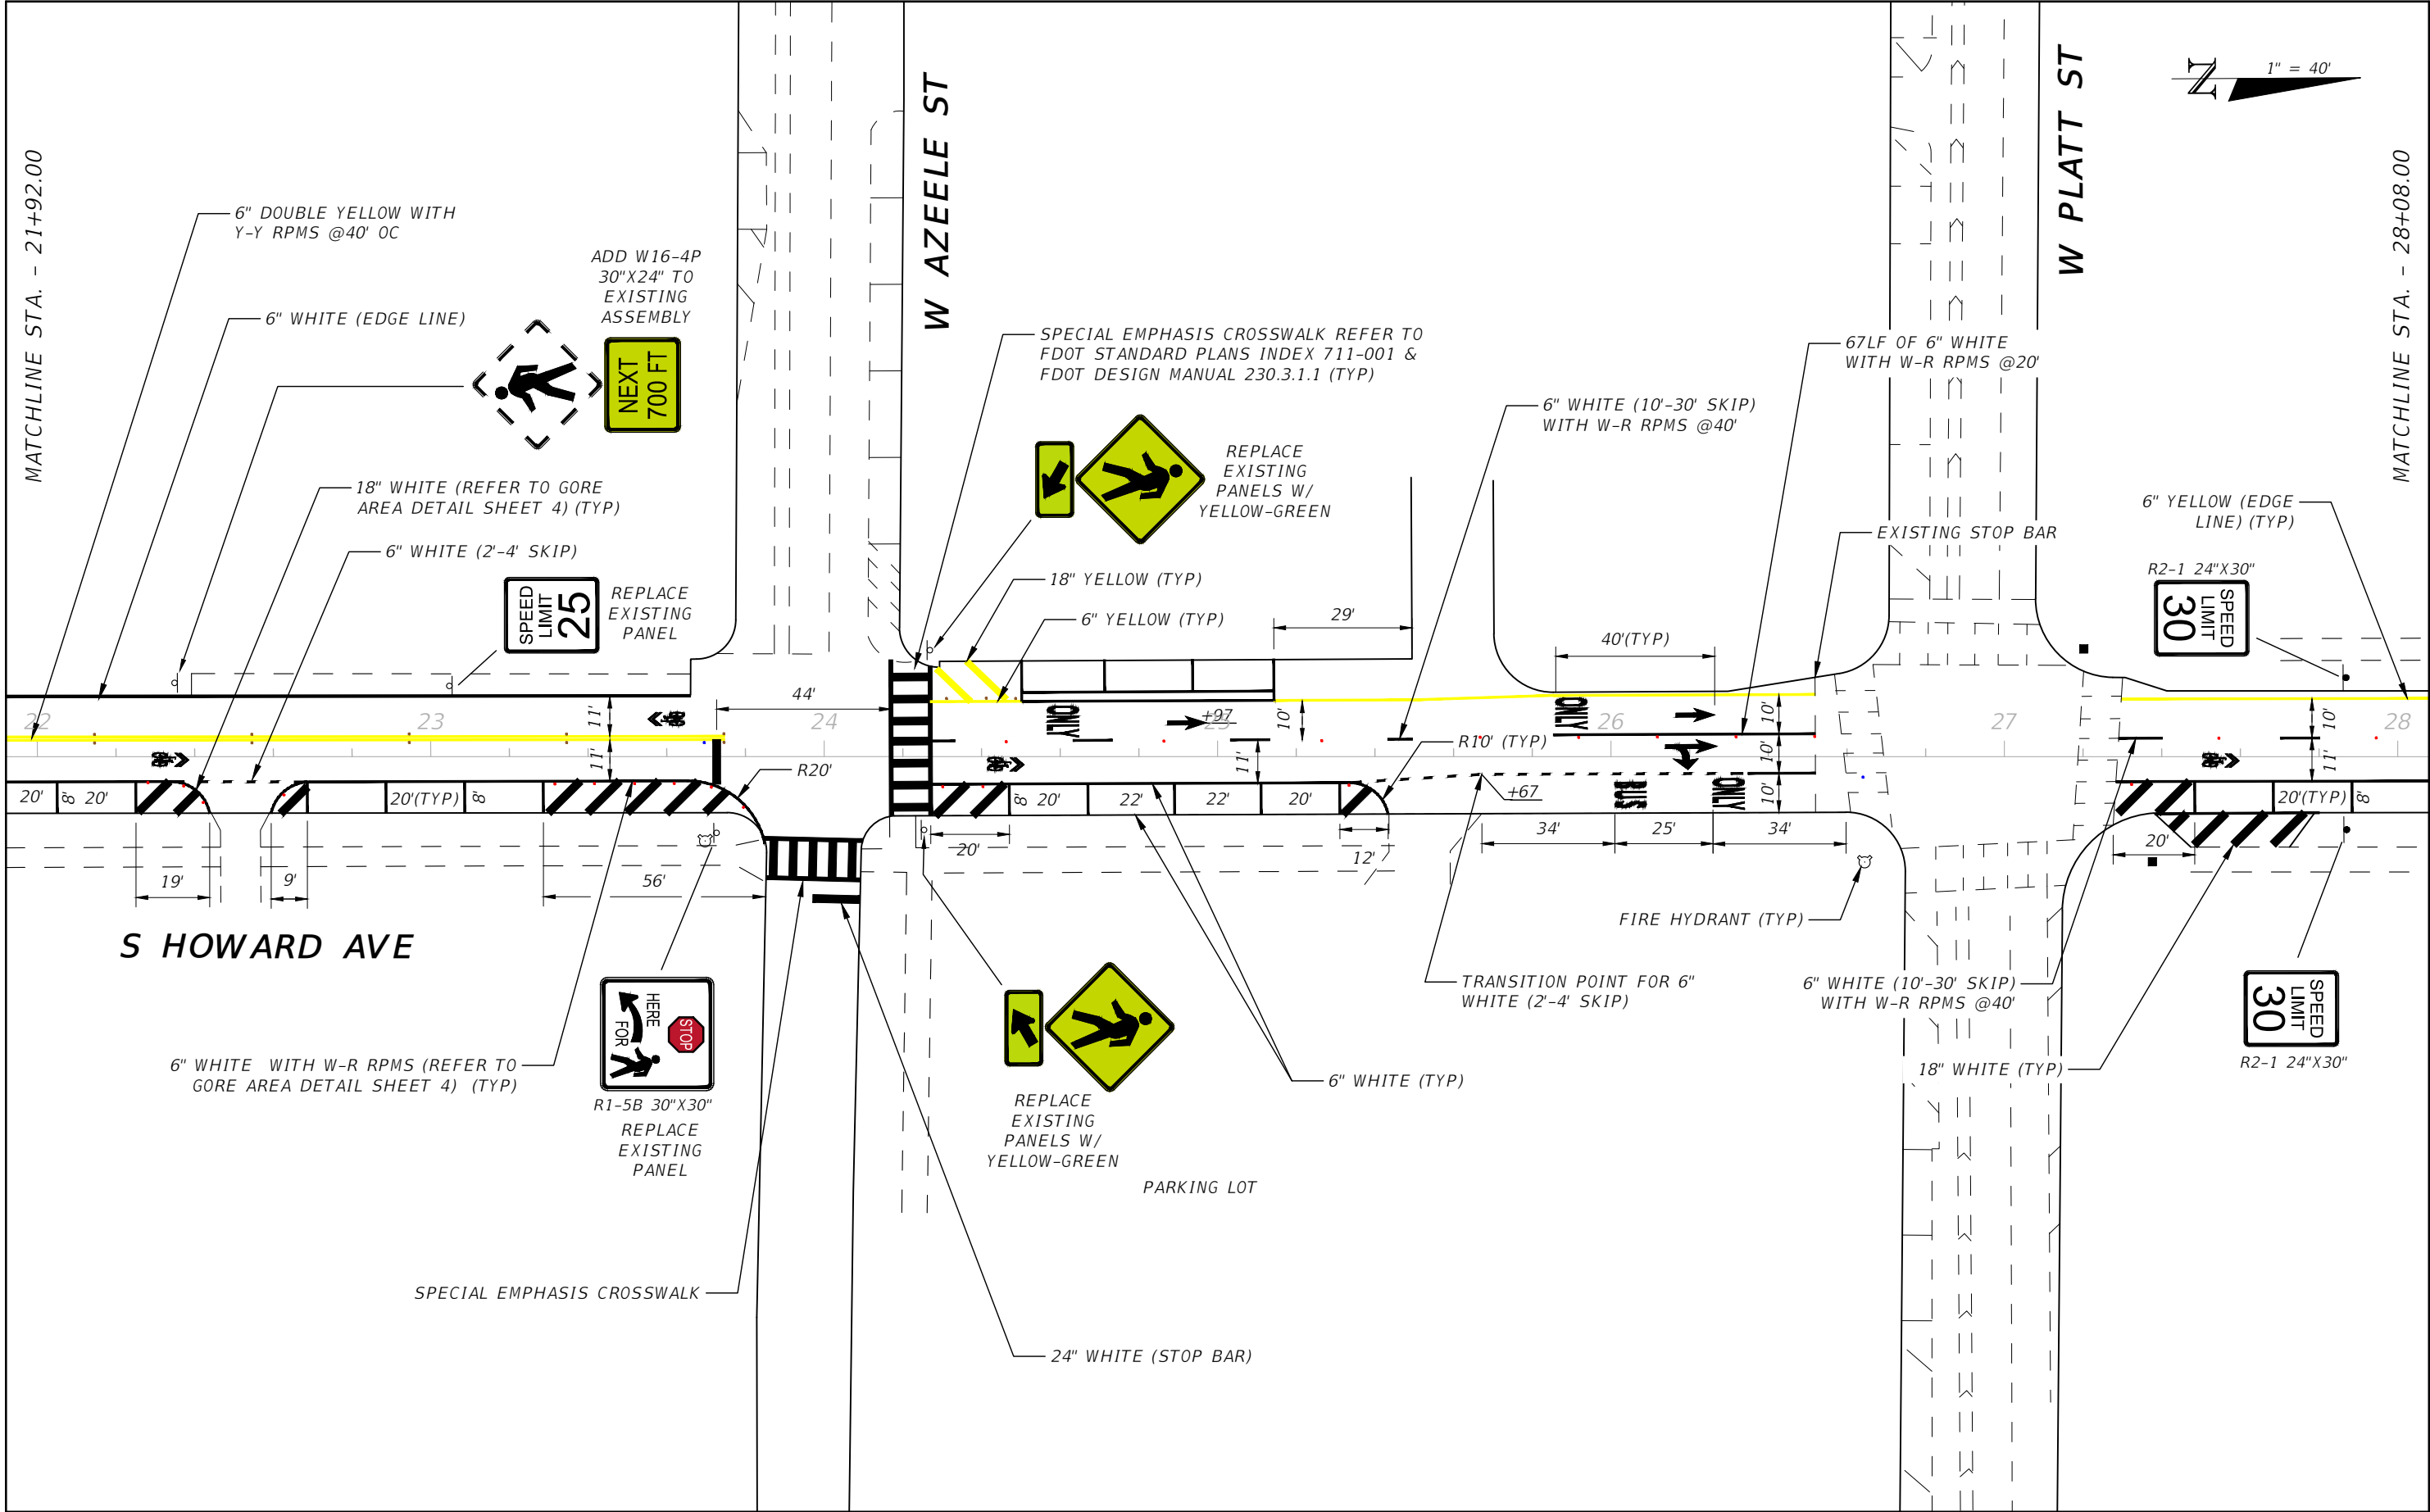 MATCHLINE STA. - 21+92.00
W AZEELE ST
W PLATT ST
N
1" = 40'
MATCHLINE STA. - 28+08.00
6" DOUBLE YELLOW WITH
Y-Y RPMS @40' OC
ADD W16-4P
30"X24" TO
EXISTING
ASSEMBLY
6" WHITE (EDGE LINE)
NEXT
700 FT
SPECIAL EMPHASIS CROSSWALK REFER TO
FDOT STANDARD PLANS INDEX 711-001 &
FDOT DESIGN MANUAL 230.3.1.1 (TYP)
67LF OF 6" WHITE
WITH W-R RPMS @20'
6" WHITE (10'-30' SKIP)
WITH W-R RPMS @40'
REPLACE
EXISTING
PANELS W/
YELLOW-GREEN
18" WHITE (REFER TO GORE
AREA DETAIL SHEET 4) (TYP)
6" YELLOW (EDGE
LINE) (TYP)
EXISTING STOP BAR
6" WHITE (2'-4' SKIP)
R2-1 24"X30"
SPEED
LIMIT
30
SPEED
LIMIT
25
REPLACE
EXISTING
PANEL
18" YELLOW (TYP)
6" YELLOW (TYP)
29'
40'(TYP)
44'
22
23
24
25
26
27
28
11'
11'
ONLY
+97
10'
11'
ONLY
10'
10'
10'
10'
11'
R20'
R10' (TYP)
+67
BUS
ONLY
20'
8'
20'
20'(TYP)
8'
8'
20'
22'
22'
20'
20'(TYP)
8'
34'
25'
34'
20'
12'
20'
19'
9'
56'
S HOWARD AVE
FIRE HYDRANT (TYP)
HERE
FOR
STOP
R1-5B 30"X30"
REPLACE
EXISTING
PANEL
TRANSITION POINT FOR 6"
WHITE (2'-4' SKIP)
6" WHITE (10'-30' SKIP)
WITH W-R RPMS @40'
SPEED
LIMIT
30
R2-1 24"X30"
6" WHITE WITH W-R RPMS (REFER TO
GORE AREA DETAIL SHEET 4) (TYP)
6" WHITE (TYP)
18" WHITE (TYP)
REPLACE
EXISTING
PANELS W/
YELLOW-GREEN
PARKING LOT
SPECIAL EMPHASIS CROSSWALK
24" WHITE (STOP BAR)